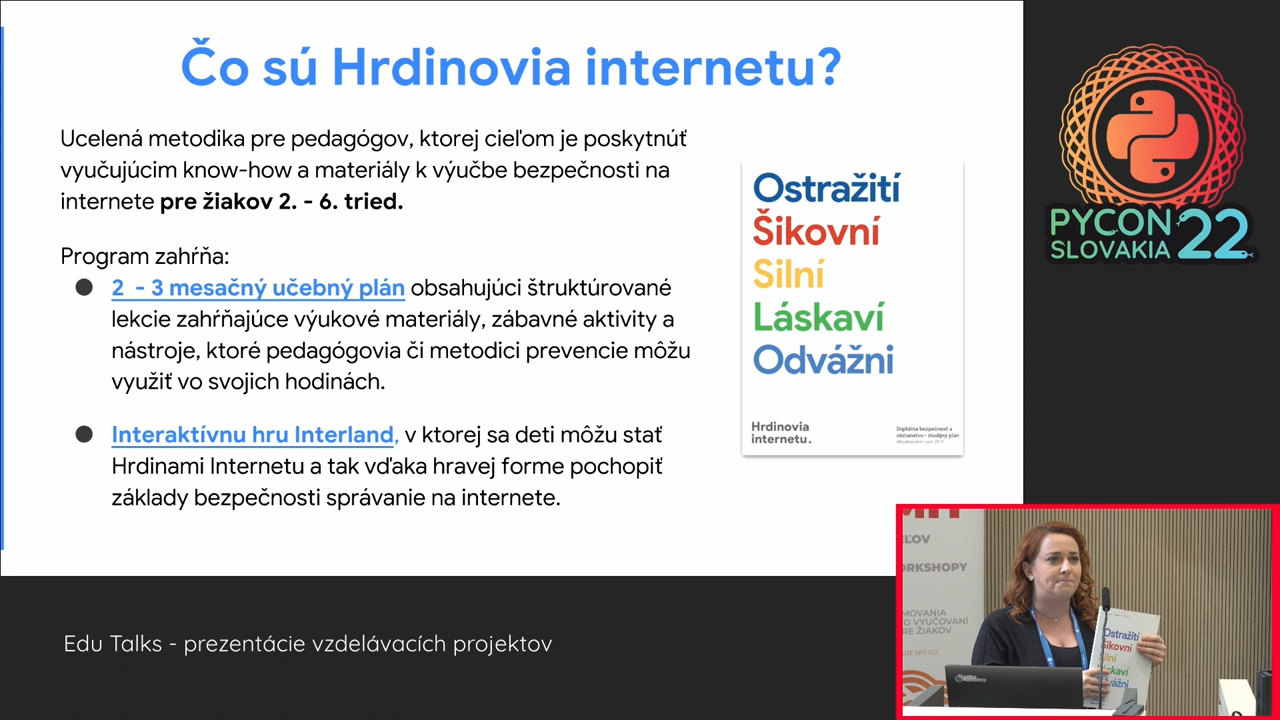 Čo sú Hrdinovia internetu?
Ucelená metodika pre pedagógov, ktorej cieľom je poskytnúť
vyučujúcim know-how a materiály k výučbe bezpečnosti na
internete pre žiakov 2. - 6. tried.
Program zahŕňa:
● 2 - 3 mesačný učebný plán obsahujúci štruktúrované
lekcie zahŕňajúce výukové materiály, zábavné aktivity a
nástroje, ktoré pedagógovia či metodici prevencie môžu
využiť vo svojich hodinách.
● Interaktívnu hru Interland, v ktorej sa deti môžu stať
Hrdinami Internetu a tak vďaka hravej forme pochopiť
základy bezpečnosti správanie na internete.
Ostražití
Šikovní
Silní
Láskaví
Odvážni
Hrdinovia
internetu.
Digitálna bezpečnosť a
občianstvo– študijný plán
PYCON
SLOVAKIA 22
Edu Talks - prezentácie vzdelávacích projektov
ORKSHOPY
Ostražití
Šikovní
Silní